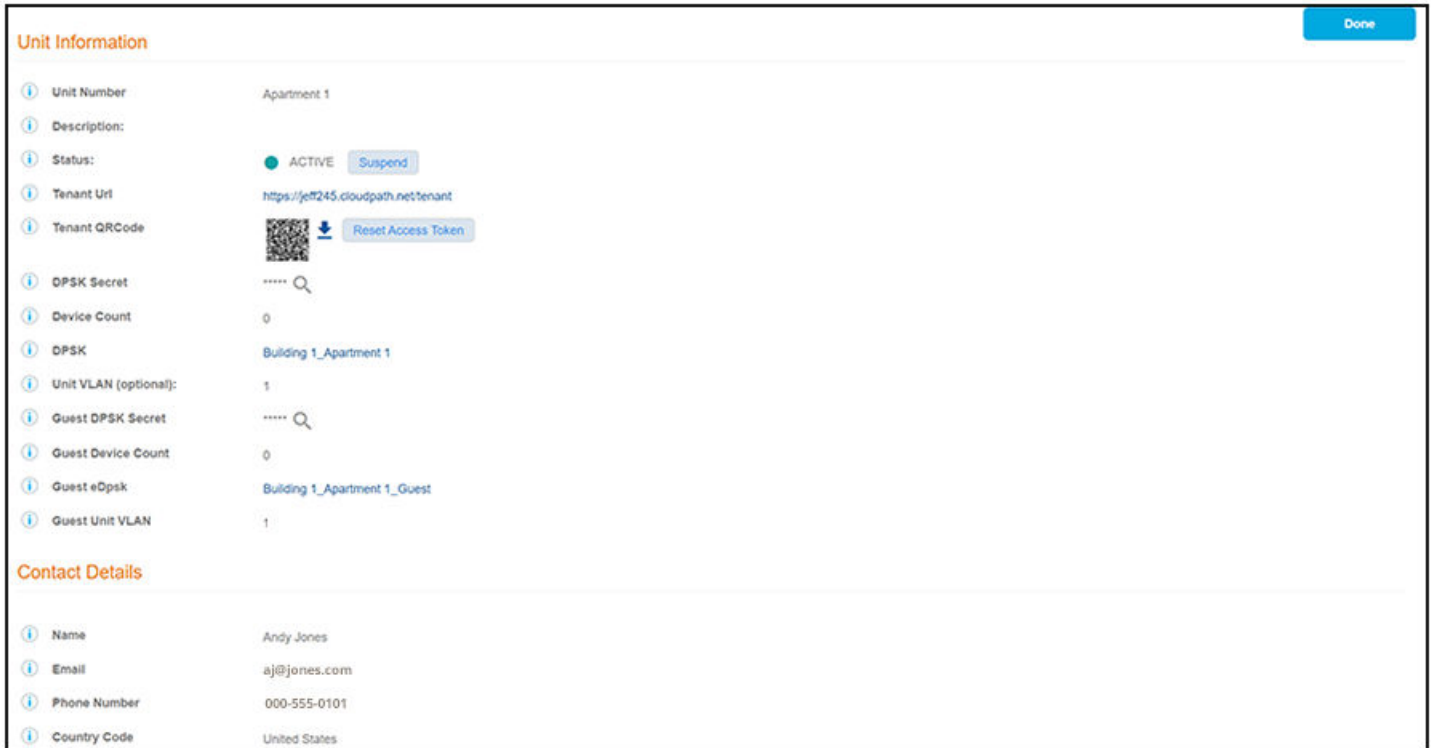 Done
Unit Information
Unit Number Apartment 1
Description:
Status: ACTIVE Suspend
Tenant Url https://jeff245.cloudpath.net/tenant
Tenant QRCode Reset Access Token
DPSK Secret •••••
Device Count 0
DPSK Building 1_Apartment 1
Unit VLAN (optional): 1
Guest DPSK Secret •••••
Guest Device Count 0
Guest eDpsk Building 1_Apartment 1_Guest
Guest Unit VLAN 1
Contact Details
Name Andy Jones
Email aj@jones.com
Phone Number 000-555-0101
Country Code United States